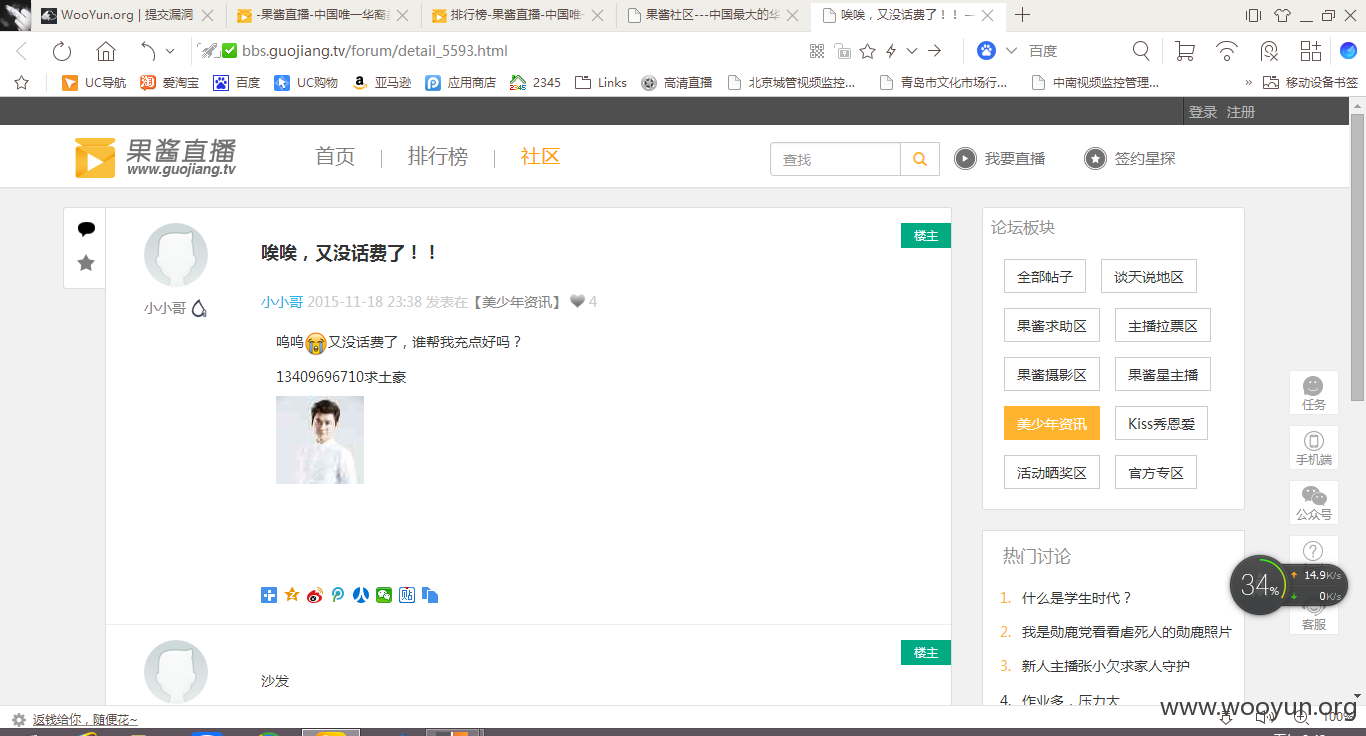 WooYun.org | 提交漏洞
-果酱直播-中国唯一华裔
排行榜-果酱直播-中国唯一
果酱社区---中国最大的华
唉唉，又没话费了！！ —
bbs.guojiang.tv/forum/detail_5593.html
百度
UC导航 爱淘宝 百度 UC购物 亚马逊 应用商店 2345 Links 高清直播 北京城管视频监控... 青岛市文化市场行... 中南视频监控管理... » 移动设备书签
登录 注册
果酱直播
www.guojiang.tv
首页 | 排行榜 | 社区
查找
我要直播
签约星探
楼主
唉唉，又没话费了！！
小小哥
小小哥 2015-11-18 23:38 发表在【美少年资讯】 4
呜呜😭又没话费了，谁帮我充点好吗？
13409696710求土豪
贴
楼主
沙发
论坛板块
全部帖子 谈天说地区
果酱求助区 主播拉票区
果酱摄影区 果酱星主播
美少年资讯 Kiss秀恩爱
活动晒奖区 官方专区
热门讨论
1. 什么是学生时代？
2. 我是勋鹿党看看虐死人的勋鹿照片
3. 新人主播张小欠求家人守护
4. 作业多，压力大
任务
手机端
公众号
客服
34%
14.9K/s
0K/s
返钱给你，随便花~
100%
www.wooyun.org